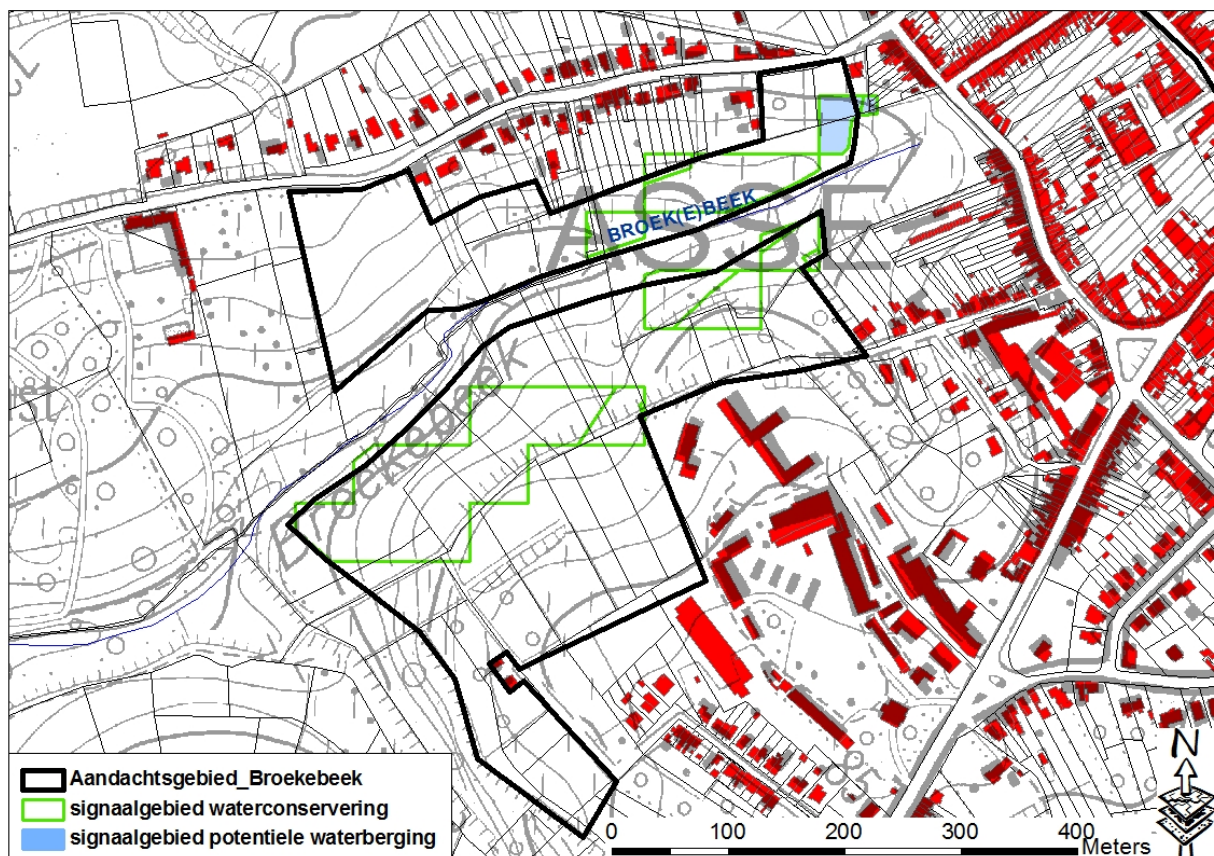 BROEK(E)BEEK
ASSE
Broekebeek
N
Aandachtsgebied_Broekebeek
signaalgebied waterconservering
signaalgebied potentiele waterberging
0 100 200 300 400
Meters